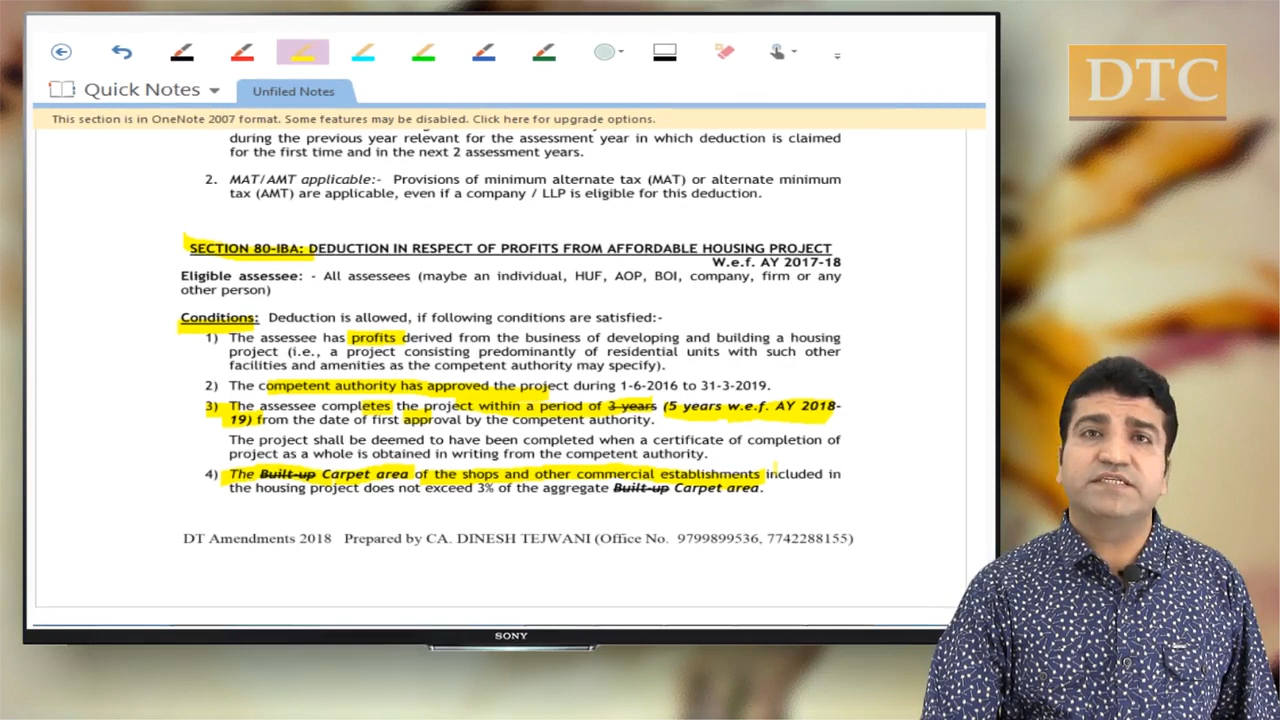 DTC
Quick Notes
Unfiled Notes
This section is in OneNote 2007 format. Some features may be disabled. Click here for upgrade options.
during the previous year relevant for the assessment year in which deduction is claimed
for the first time and in the next 2 assessment years.
2. MAT/AMT applicable:- Provisions of minimum alternate tax (MAT) or alternate minimum
tax (AMT) are applicable, even if a company / LLP is eligible for this deduction.
SECTION 80-IBA: DEDUCTION IN RESPECT OF PROFITS FROM AFFORDABLE HOUSING PROJECT
W.e.f. AY 2017-18
Eligible assessee: - All assessees (maybe an individual, HUF, AOP, BOI, company, firm or any
other person)
Conditions: Deduction is allowed, if following conditions are satisfied:-
1) The assessee has profits derived from the business of developing and building a housing
project (i.e., a project consisting predominantly of residential units with such other
facilities and amenities as the competent authority may specify).
2) The competent authority has approved the project during 1-6-2016 to 31-3-2019.
3) The assessee completes the project within a period of 3 years (5 years w.e.f. AY 2018-
19) from the date of first approval by the competent authority.
The project shall be deemed to have been completed when a certificate of completion of
project as a whole is obtained in writing from the competent authority.
4) The Built-up Carpet area of the shops and other commercial establishments included in
the housing project does not exceed 3% of the aggregate Built-up Carpet area.
DT Amendments 2018 Prepared by CA. DINESH TEJWANI (Office No. 9799899536, 7742288155)
SONY